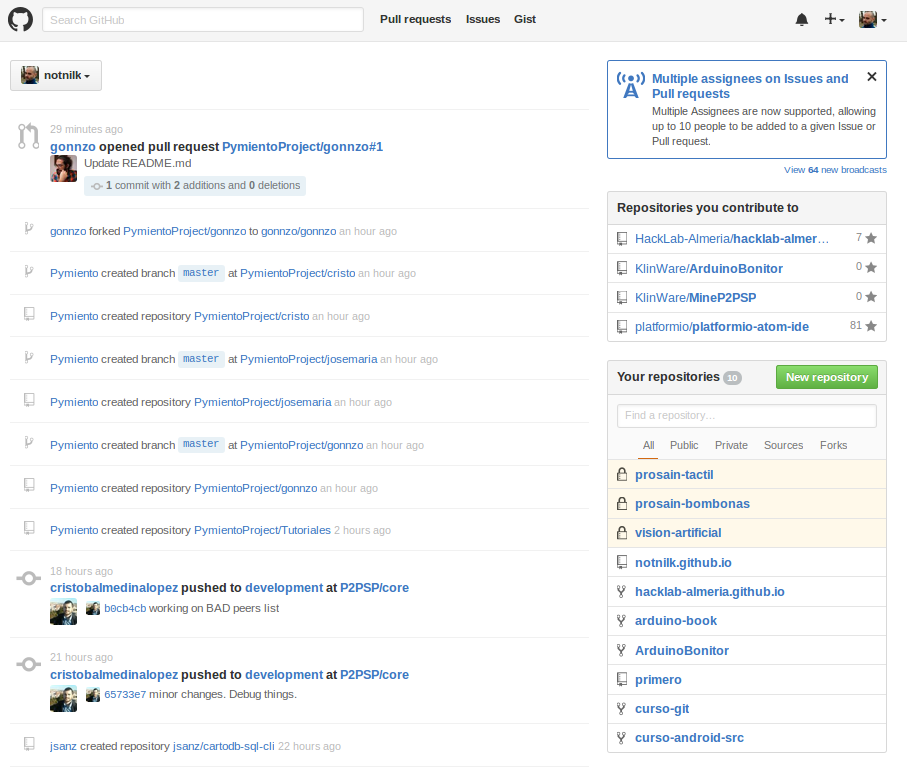 Search GitHub
Pull requests
Issues
Gist
notnilk
29 minutes ago
gonnzo opened pull request PymientoProject/gonnzo#1
Update README.md
1 commit with 2 additions and 0 deletions
gonnzo forked PymientoProject/gonnzo to gonnzo/gonnzo an hour ago
Pymiento created branch master at PymientoProject/cristo an hour ago
Pymiento created repository PymientoProject/cristo an hour ago
Pymiento created branch master at PymientoProject/josemaria an hour ago
Pymiento created repository PymientoProject/josemaria an hour ago
Pymiento created branch master at PymientoProject/gonnzo an hour ago
Pymiento created repository PymientoProject/gonnzo an hour ago
Pymiento created repository PymientoProject/Tutoriales 2 hours ago
18 hours ago
cristobalmedinalopez pushed to development at P2PSP/core
b0cb4cb working on BAD peers list
21 hours ago
cristobalmedinalopez pushed to development at P2PSP/core
65733e7 minor changes. Debug things.
jsanz created repository jsanz/cartodb-sql-cli 22 hours ago
Multiple assignees on Issues and
Pull requests
Multiple Assignees are now supported, allowing
up to 10 people to be added to a given Issue or
Pull request.
View 64 new broadcasts
Repositories you contribute to
HackLab-Almeria/hacklab-almer… 7
KlinWare/ArduinoBonitor 0
KlinWare/MineP2PSP 0
platformio/platformio-atom-ide 81
Your repositories 10
New repository
Find a repository…
All Public Private Sources Forks
prosain-tactil
prosain-bombonas
vision-artificial
notnilk.github.io
hacklab-almeria.github.io
arduino-book
ArduinoBonitor
primero
curso-git
curso-android-src